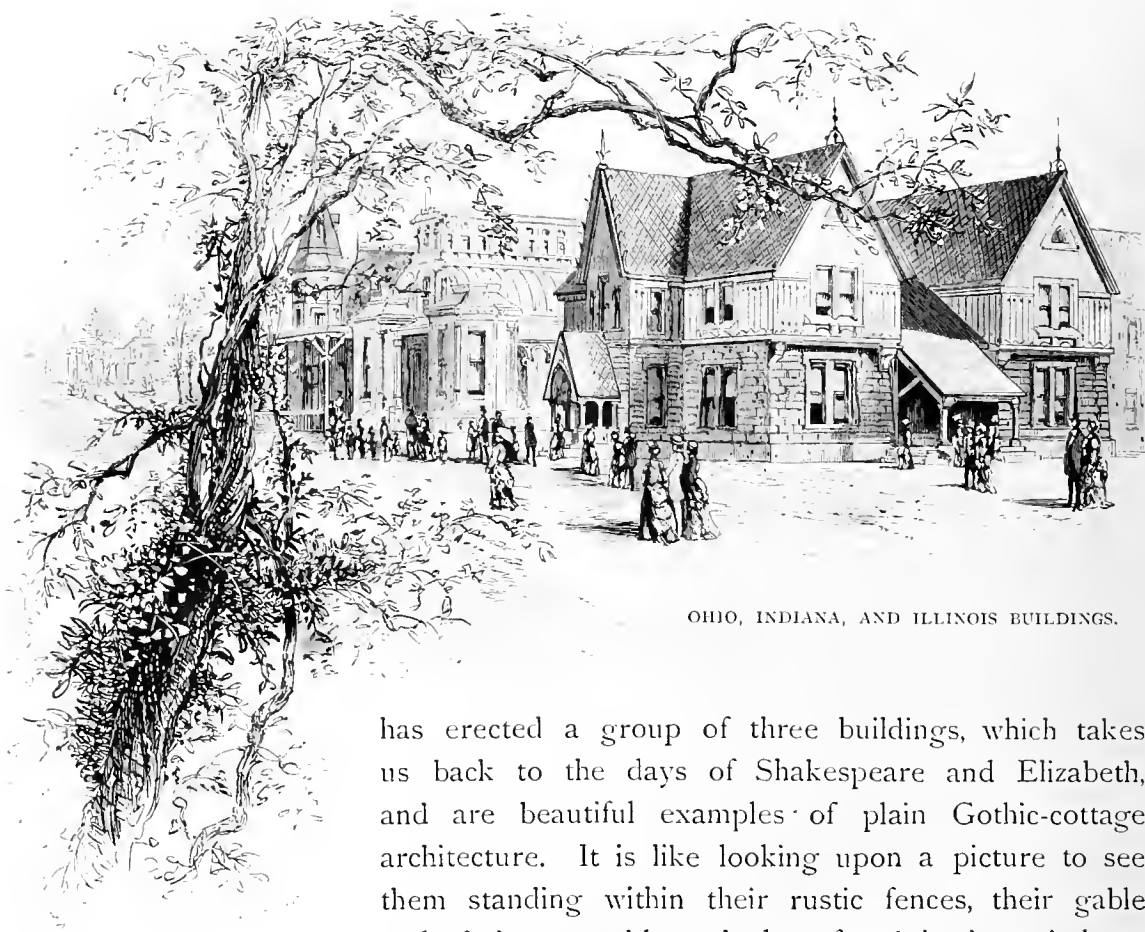 OHIO, INDIANA, AND ILLINOIS BUILDINGS.
has erected a group of three buildings, which takes
us back to the days of Shakespeare and Elizabeth,
and are beautiful examples of plain Gothic-cottage
architecture. It is like looking upon a picture to see
them standing within their rustic fences, their gable